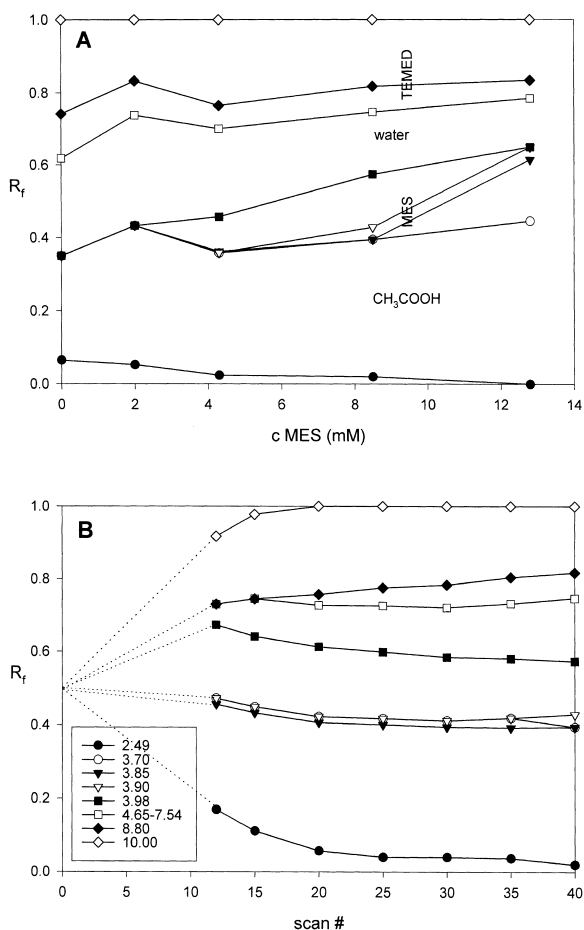 A
1.0
0.8
0.6
0.4
0.2
0.0
Rf
TEMED
water
MES
CH3COOH
0 2 4 6 8 10 12 14
c MES (mM)
B
1.0
0.8
0.6
0.4
0.2
0.0
Rf
2.49
3.70
3.85
3.90
3.98
4.65-7.54
8.80
10.00
0 5 10 15 20 25 30 35 40
scan #